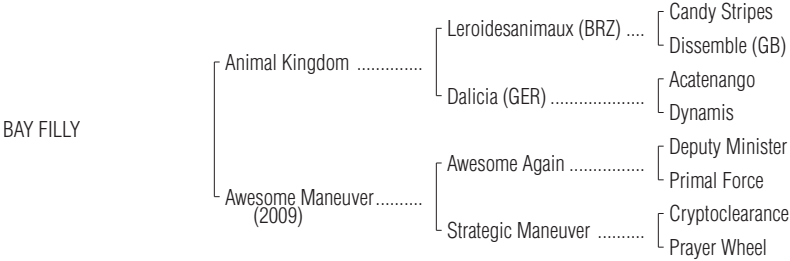 Candy Stripes
Leroidesanimaux (BRZ) ....
Dissemble (GB)
Animal Kingdom ..............
Acatenango
Dalicia (GER) ....................
Dynamis
BAY FILLY
Deputy Minister
Awesome Again ................
Primal Force
Awesome Maneuver..........
(2009)
Cryptoclearance
Strategic Maneuver ..........
Prayer Wheel